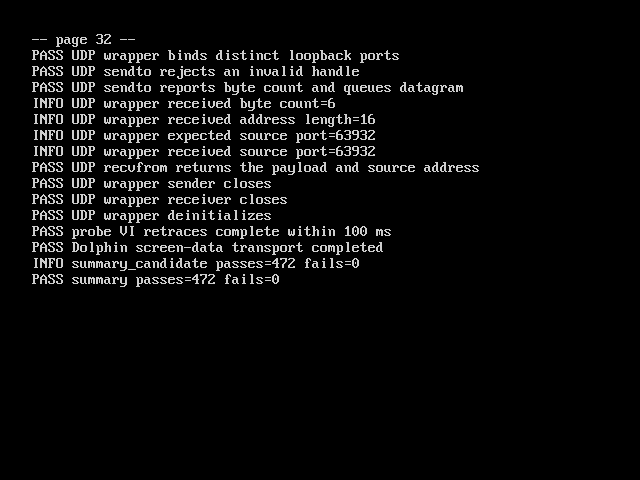 -- page 32 --
PASS UDP wrapper binds distinct loopback ports
PASS UDP sendto rejects an invalid handle
PASS UDP sendto reports byte count and queues datagram
INFO UDP wrapper received byte count=6
INFO UDP wrapper received address length=16
INFO UDP wrapper expected source port=63932
INFO UDP wrapper received source port=63932
PASS UDP recvfrom returns the payload and source address
PASS UDP wrapper sender closes
PASS UDP wrapper receiver closes
PASS UDP wrapper deinitializes
PASS probe VI retraces complete within 100 ms
PASS Dolphin screen-data transport completed
INFO summary_candidate passes=472 fails=0
PASS summary passes=472 fails=0